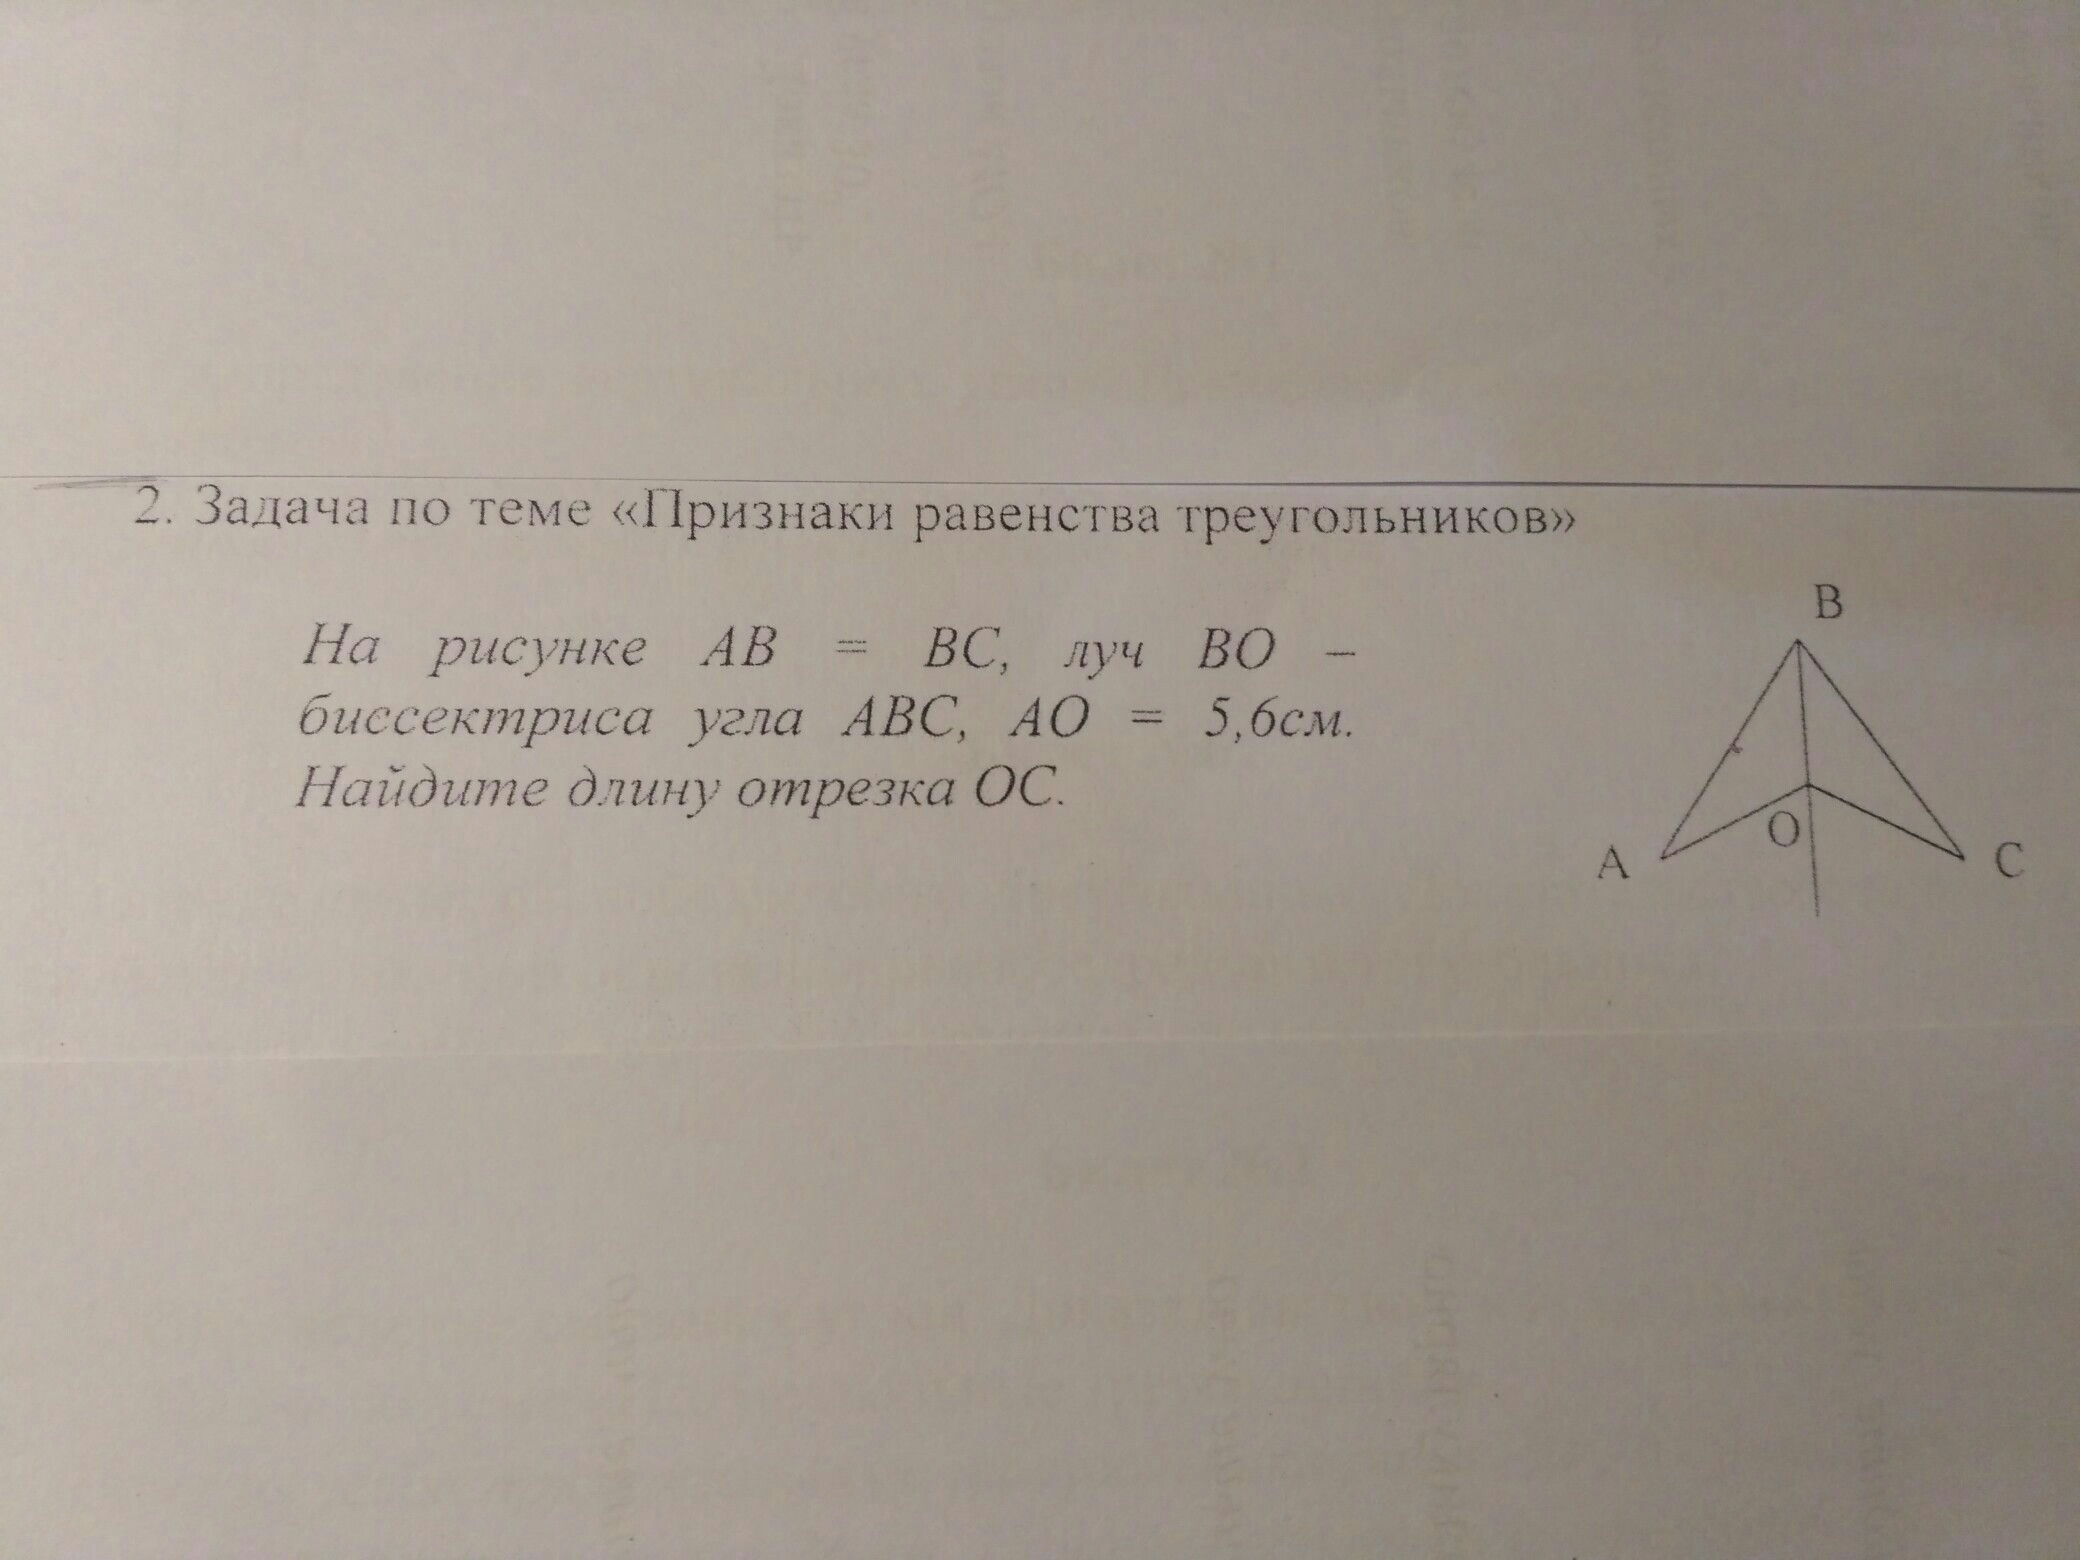 2. Задача по теме «Признаки равенства треугольников»
На рисунке AB = BC, луч BO –
биссектриса угла ABC, AO = 5,6см.
Найдите длину отрезка OC.
B
O
A
C